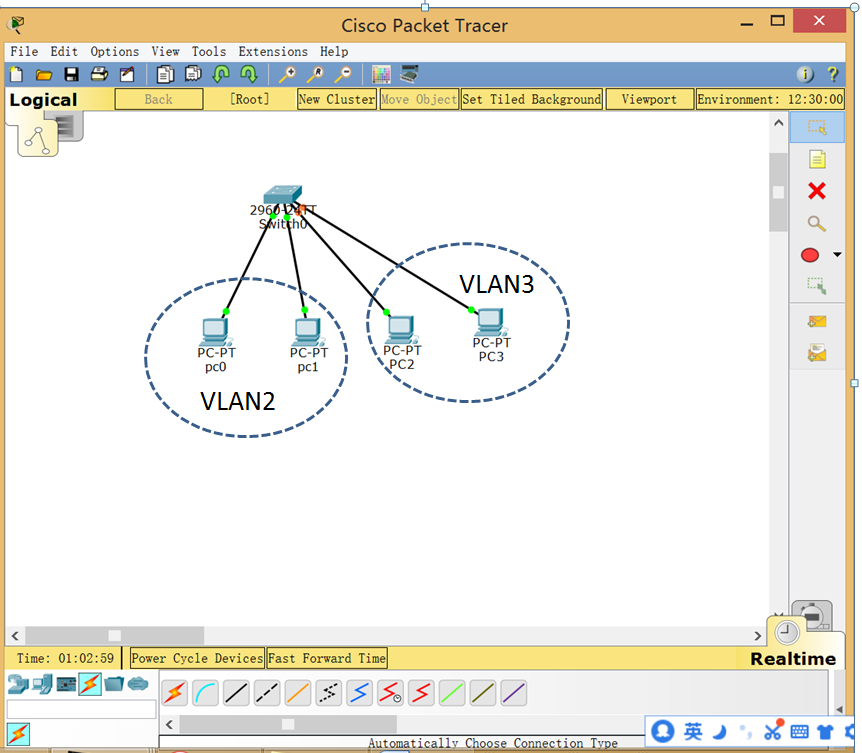 Cisco Packet Tracer
File Edit Options View Tools Extensions Help
Logical Back [Root] New Cluster Move Object Set Tiled Background Viewport Environment: 12:30:00
2960-24TT
Switch0
VLAN3
PC-PT
pc0
PC-PT
pc1
PC-PT
PC2
PC-PT
PC3
VLAN2
Time: 01:02:59 Power Cycle Devices Fast Forward Time Realtime
英
Automatically Choose Connection Type